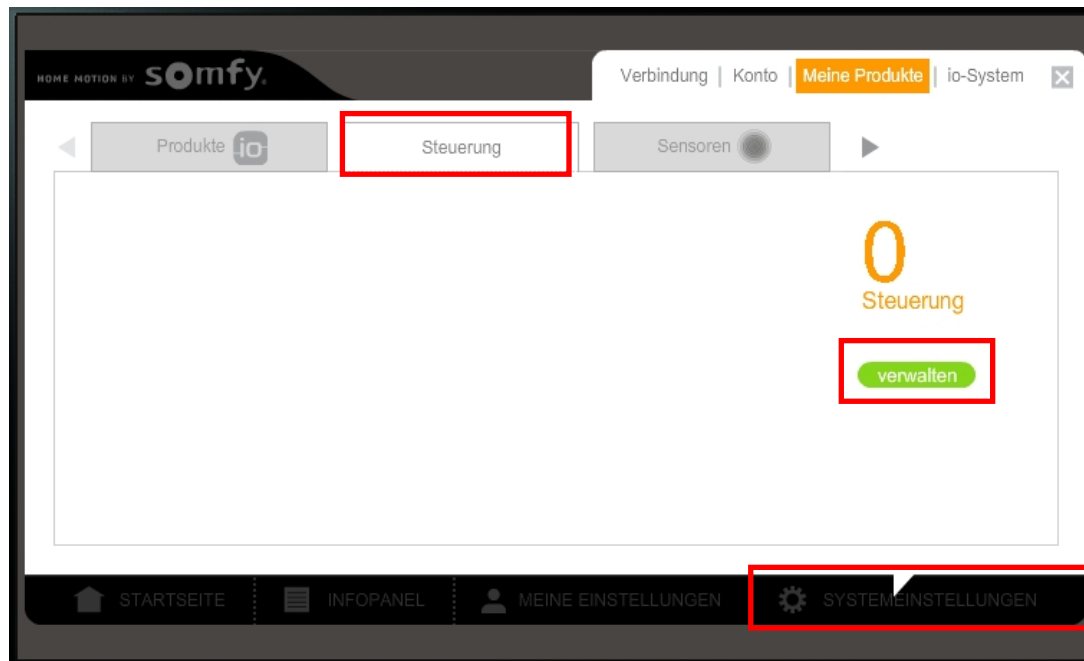 HOME MOTION BY somfy.
Verbindung | Konto | Meine Produkte | io-System
Produkte io
Steuerung
Sensoren
0
Steuerung
verwalten
STARTSEITE
INFOPANEL
MEINE EINSTELLUNGEN
SYSTEMEINSTELLUNGEN